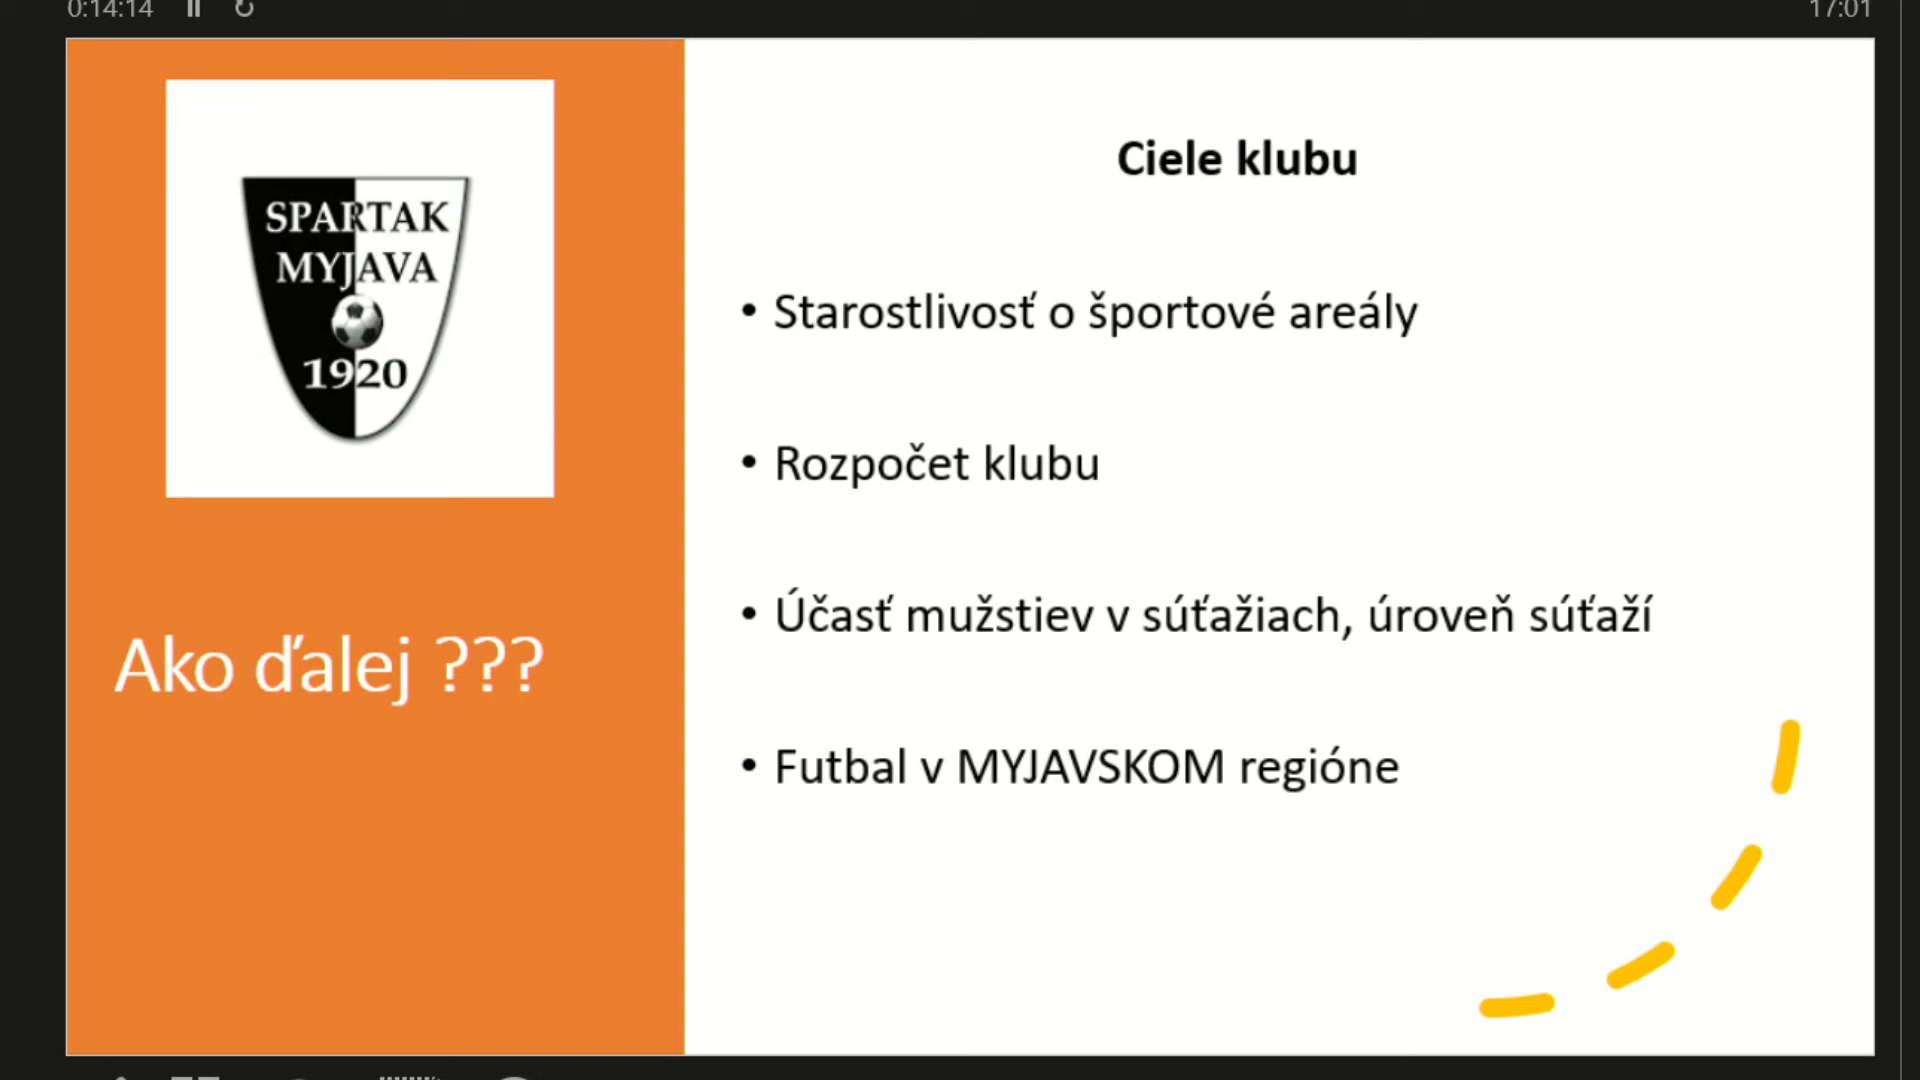 0:14:14
17:01
SPARTAK
MYJAVA
1920
Ako ďalej ???
Ciele klubu
• Starostlivosť o športové areály
• Rozpočet klubu
• Účasť mužstiev v súťažiach, úroveň súťaží
• Futbal v MYJAVSKOM regióne